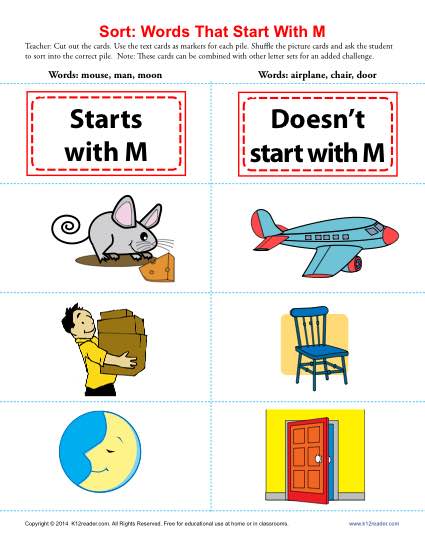 Sort: Words That Start With M
Teacher: Cut out the cards. Use the text cards as markers for each pile. Shuffle the picture cards and ask the student
to sort into the correct pile.  Note: These cards can be combined with other letter sets for an added challenge.
Words: mouse, man, moon
Words: airplane, chair, door
Starts
with M
Doesn't
start with M
Copyright © 2014 K12reader.com. All Rights Reserved. Free for educational use at home or in classrooms.
www.k12reader.com